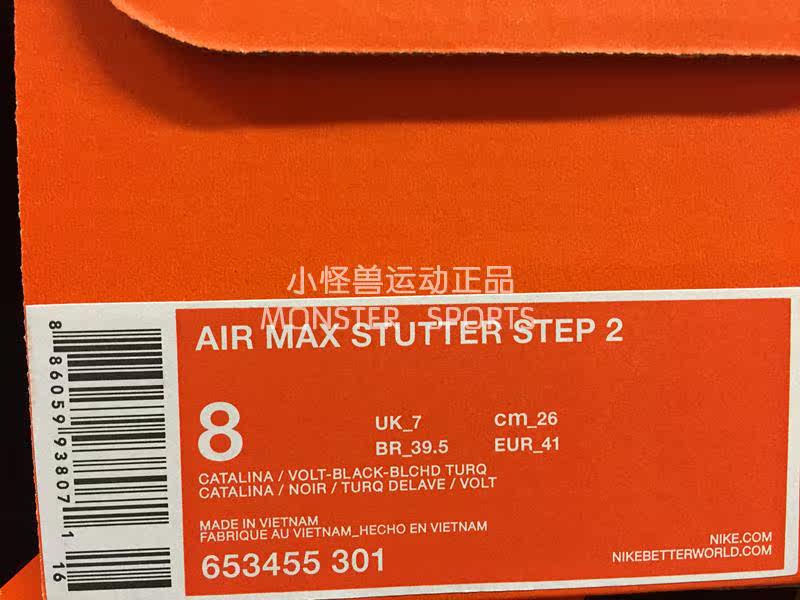 小怪兽运动正品
MONSTER SPORTS
AIR MAX STUTTER STEP 2
8
UK_7
cm_26
BR_39.5
EUR_41
CATALINA / VOLT-BLACK-BLCHD TURQ
CATALINA / NOIR / TURQ DELAVE / VOLT
MADE IN VIETNAM
FABRIQUE AU VIETNAM_HECHO EN VIETNAM
653455 301
NIKE.COM
NIKEBETTERWORLD.COM
8 86059 93807 1 16